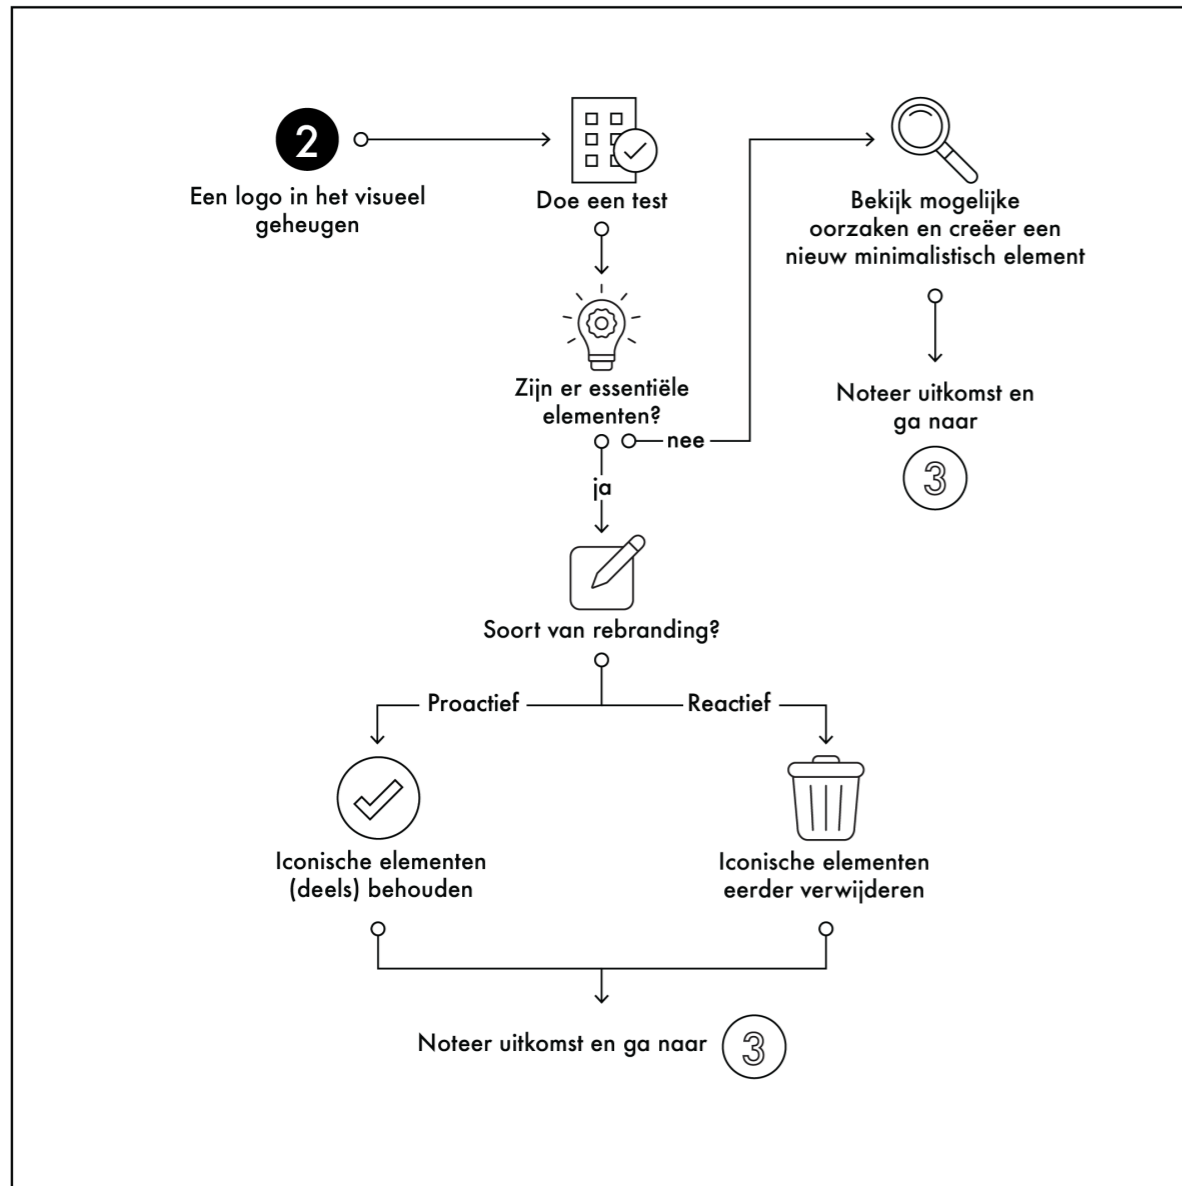 2
Een logo in het visueel
geheugen
Doe een test
Bekijk mogelijke
oorzaken en creëer een
nieuw minimalistisch element
Zijn er essentiële
elementen?
nee
ja
Noteer uitkomst en
ga naar
3
Soort van rebranding?
Proactief
Reactief
Iconische elementen
(deels) behouden
Iconische elementen
eerder verwijderen
Noteer uitkomst en ga naar 3